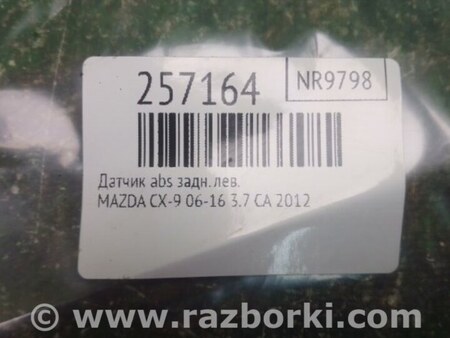 257164
NR9798
Датчик abs задн.лев.
MAZDA CX-9 06-16 3.7 CA 2012
© www.razborki.com